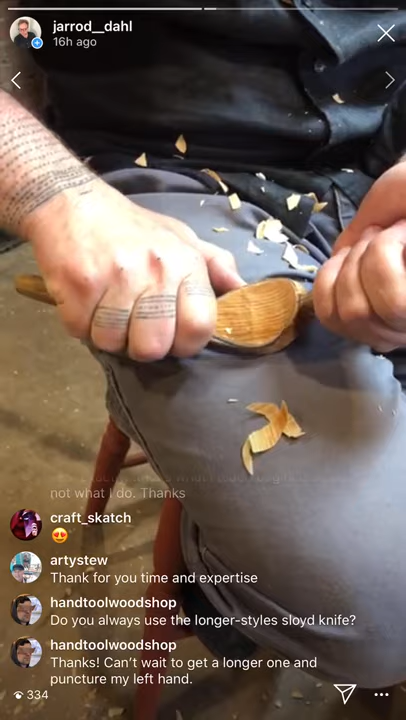 jarrod__dahl
16h ago
not what I do. Thanks
craft_skatch
😍
artystew
Thank for you time and expertise
handtoolwoodshop
Do you always use the longer-styles sloyd knife?
handtoolwoodshop
Thanks! Can't wait to get a longer one and
puncture my left hand.
334